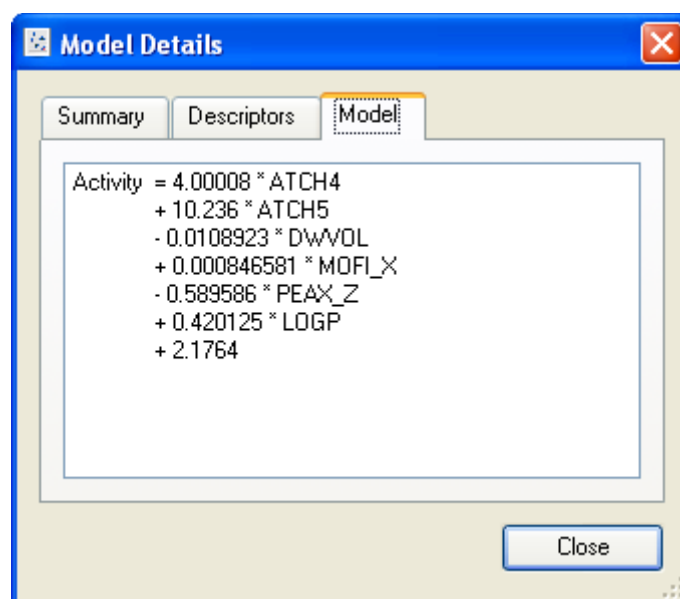 Model Details
Summary Descriptors Model
Activity = 4.00008 * ATCH4
+ 10.236 * ATCH5
- 0.0108923 * DWVOL
+ 0.000846581 * MOFI_X
- 0.589586 * PEAX_Z
+ 0.420125 * LOGP
+ 2.1764
Close